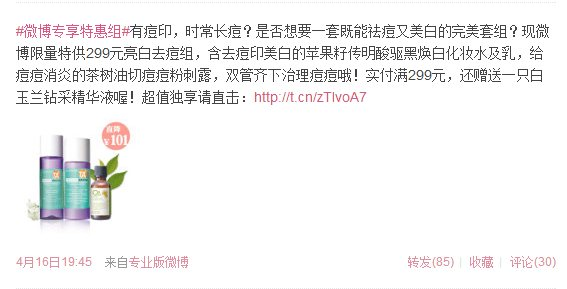 #微博专享特惠组#有痘印，时常长痘？是否想要一套既能祛痘又美白的完美套组？现微
博限量特供299元亮白去痘组，含去痘印美白的苹果籽传明酸驱黑焕白化妆水及乳，给
痘痘消炎的茶树油切痘痘粉刺露，双管齐下治理痘痘哦！实付满299元，还赠送一只白
玉兰钻采精华液喔！超值独享请直击：http://t.cn/zTlvoA7
直降
￥101
4月16日19:45 来自专业版微博
转发(85) | 收藏 | 评论(30)